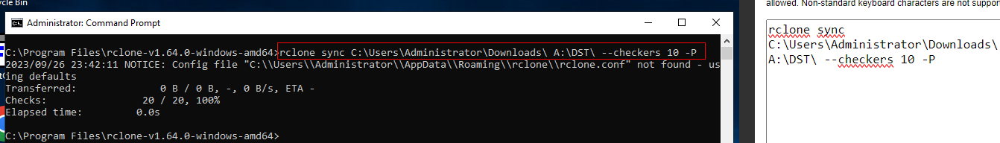 ycle Bin
Administrator: Command Prompt
C:\Program Files\rclone-v1.64.0-windows-amd64>rclone sync C:\Users\Administrator\Downloads\ A:\DST\ --checkers 10 -P
2023/09/26 23:42:11 NOTICE: Config file "C:\\Users\\Administrator\\AppData\\Roaming\\rclone\\rclone.conf" not found - us
ing defaults
Transferred: 0 B / 0 B, -, 0 B/s, ETA -
Checks: 20 / 20, 100%
Elapsed time: 0.0s
C:\Program Files\rclone-v1.64.0-windows-amd64>
allowed. Non-standard keyboard characters are not suppor
rclone sync
C:\Users\Administrator\Downloads\
A:\DST\ --checkers 10 -P